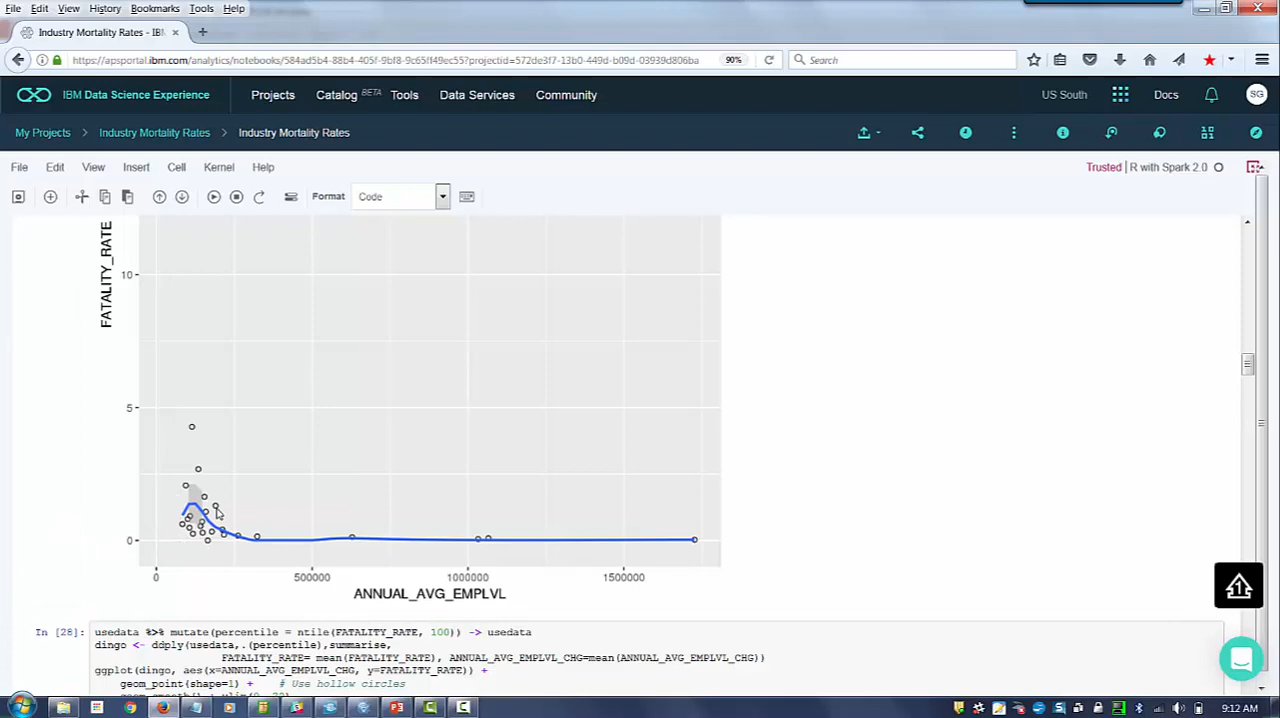 File Edit View History Bookmarks Tools Help
Industry Mortality Rates - IB
https://apsportal.ibm.com/analytics/notebooks/584ad5b4-88b4-405f-9bf8-9c65ff49ec55?projectid=572de3f7-13b0-449d-b09d-03939d806ba
90%
Search
IBM Data Science Experience
Projects Catalog BETA Tools Data Services Community
US South
Docs
SG
My Projects > Industry Mortality Rates > Industry Mortality Rates
File Edit View Insert Cell Kernel Help
Trusted | R with Spark 2.0
Format Code
FATALITY_RATE
10
5
0
0 500000 1000000 1500000
ANNUAL_AVG_EMPLVL
1
In [28]: usedata %>% mutate(percentile = ntile(FATALITY_RATE, 100)) -> usedata
dingo <- ddply(usedata,.(percentile),summarise,
FATALITY_RATE= mean(FATALITY_RATE), ANNUAL_AVG_EMPLVL_CHG=mean(ANNUAL_AVG_EMPLVL_CHG))
ggplot(dingo, aes(x=ANNUAL_AVG_EMPLVL_CHG, y=FATALITY_RATE)) +
geom_point(shape=1) + # Use hollow circles
9:12 AM